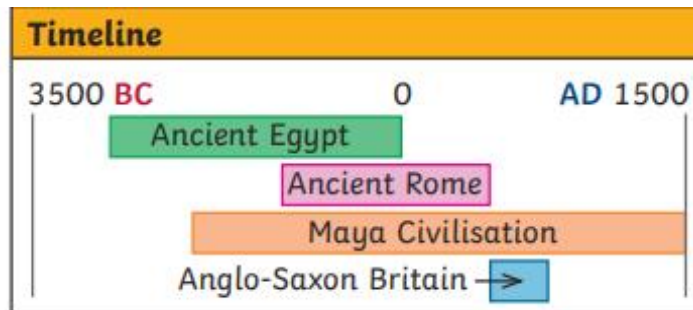 Timeline
3500 BC 0 AD 1500
Ancient Egypt
Ancient Rome
Maya Civilisation
Anglo-Saxon Britain